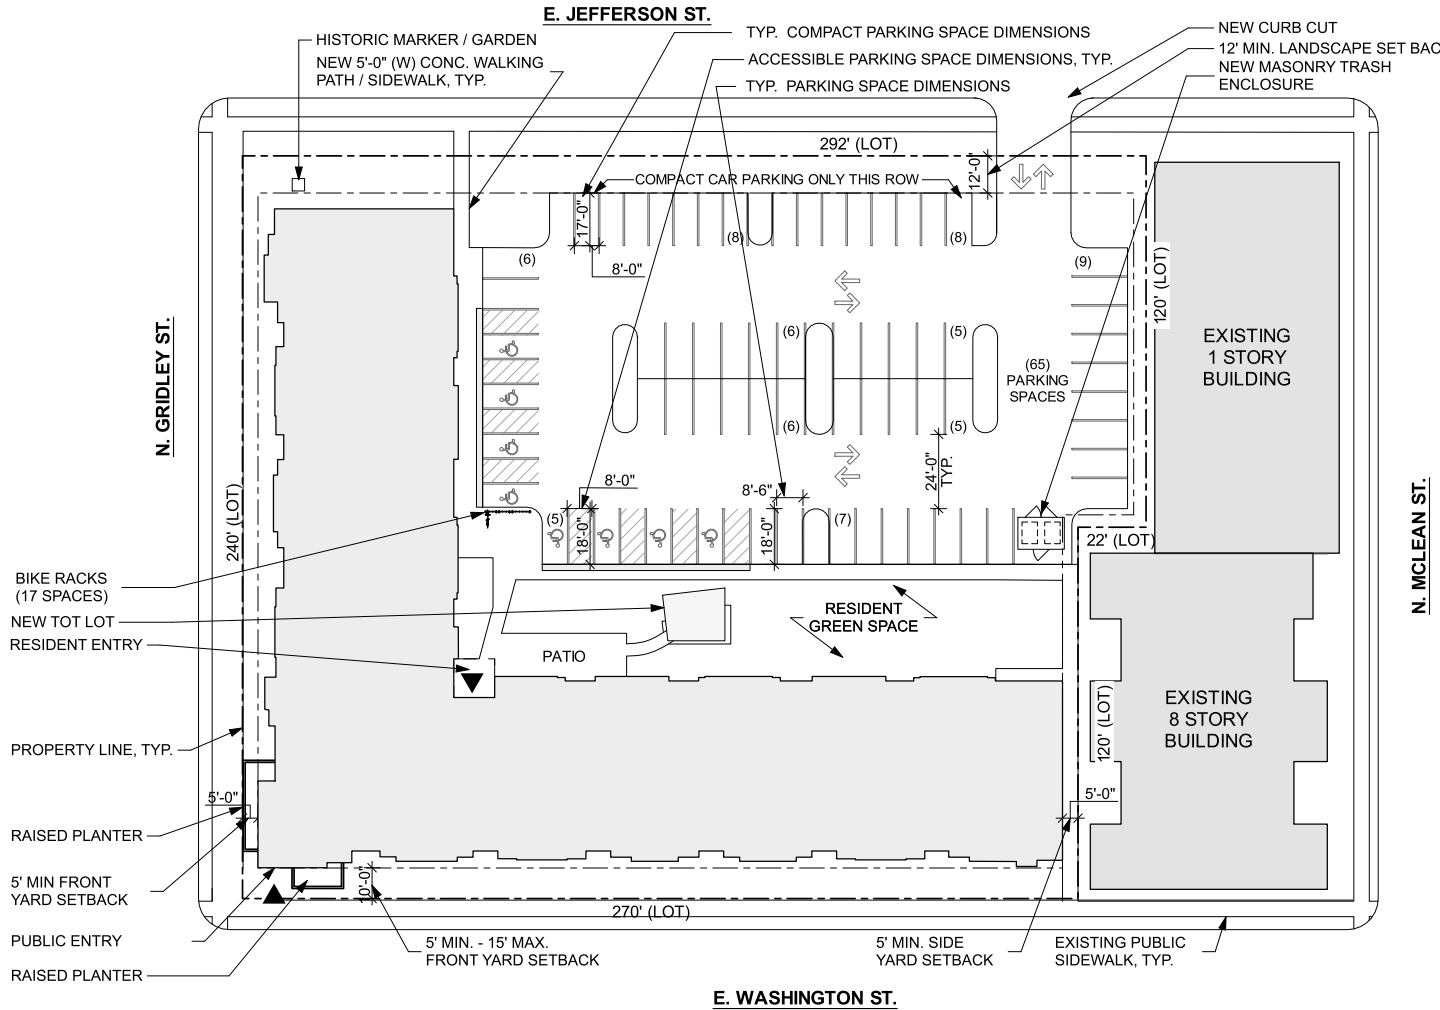 E. JEFFERSON ST.
HISTORIC MARKER / GARDEN
NEW 5'-0" (W) CONC. WALKING
PATH / SIDEWALK, TYP.
TYP. COMPACT PARKING SPACE DIMENSIONS
ACCESSIBLE PARKING SPACE DIMENSIONS, TYP.
TYP. PARKING SPACE DIMENSIONS
NEW CURB CUT
12' MIN. LANDSCAPE SET BAC
NEW MASONRY TRASH
ENCLOSURE
292' (LOT)
12'-0"
COMPACT CAR PARKING ONLY THIS ROW
17'-0"
(8)
(8)
(6)
8'-0"
(9)
120' (LOT)
N. GRIDLEY ST.
(6)
(5)
(65)
PARKING
SPACES
EXISTING
1 STORY
BUILDING
(6)
(5)
24'-0"
TYP.
8'-0"
8'-6"
(5)
18'-0"
18'-0"
(7)
240' (LOT)
22' (LOT)
N. MCLEAN ST.
BIKE RACKS
(17 SPACES)
NEW TOT LOT
RESIDENT ENTRY
RESIDENT
GREEN SPACE
PATIO
120' (LOT)
EXISTING
8 STORY
BUILDING
PROPERTY LINE, TYP.
5'-0"
5'-0"
RAISED PLANTER
5' MIN FRONT
YARD SETBACK
10'-0"
270' (LOT)
PUBLIC ENTRY
RAISED PLANTER
5' MIN. - 15' MAX.
FRONT YARD SETBACK
5' MIN. SIDE
YARD SETBACK
EXISTING PUBLIC
SIDEWALK, TYP.
E. WASHINGTON ST.